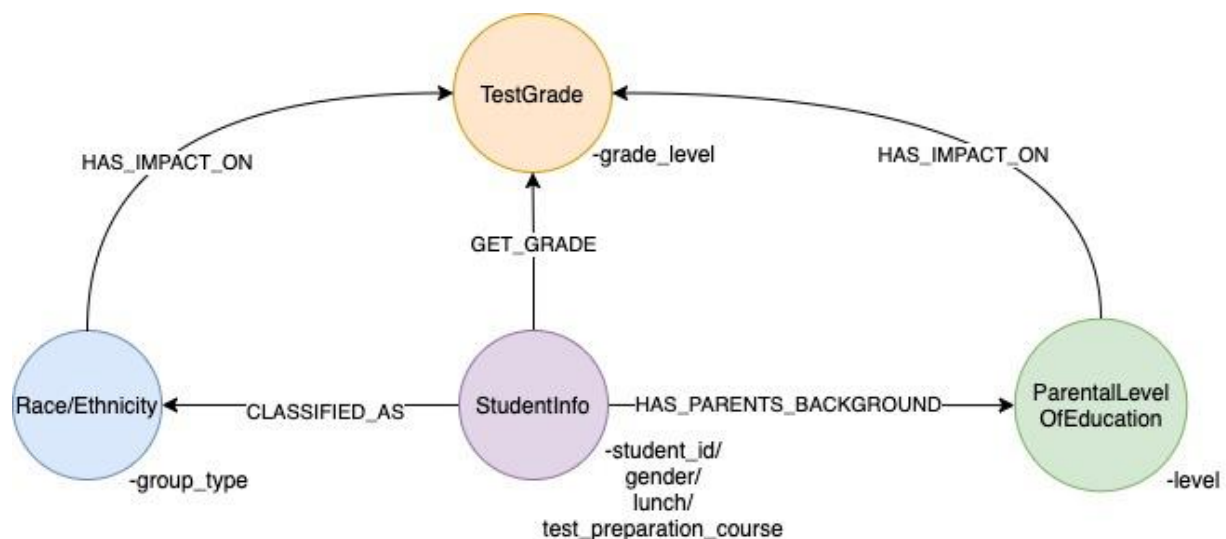 TestGrade
-grade_level
HAS_IMPACT_ON
HAS_IMPACT_ON
GET_GRADE
Race/Ethnicity
CLASSIFIED_AS
StudentInfo
HAS_PARENTS_BACKGROUND
ParentalLevel
OfEducation
-group_type
-student_id/
gender/
lunch/
test_preparation_course
-level